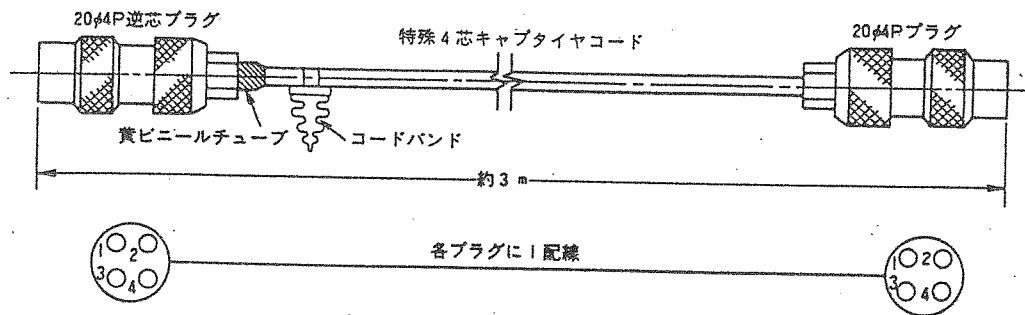 20φ4P逆芯プラグ
特殊4芯キャプタイヤコード
20φ4Pプラグ
黄ビニールチューブ
コードバンド
約3m
各プラグに1配線
1 2
3 4
1 2
3 4